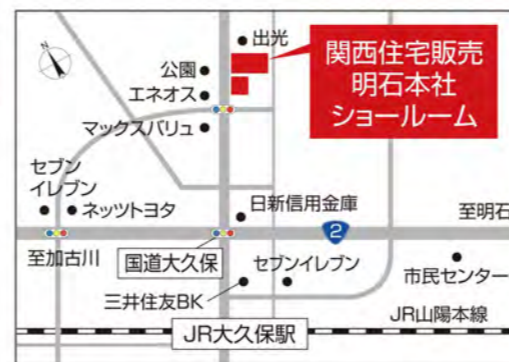 N
出光
公園
エネオス
マックスバリュ
関西住宅販売
明石本社
ショールーム
セブン
イレブン
ネッツトヨタ
日新信用金庫
至明石
2
至加古川
国道大久保
セブンイレブン
市民センター
三井住友BK
JR山陽本線
JR大久保駅